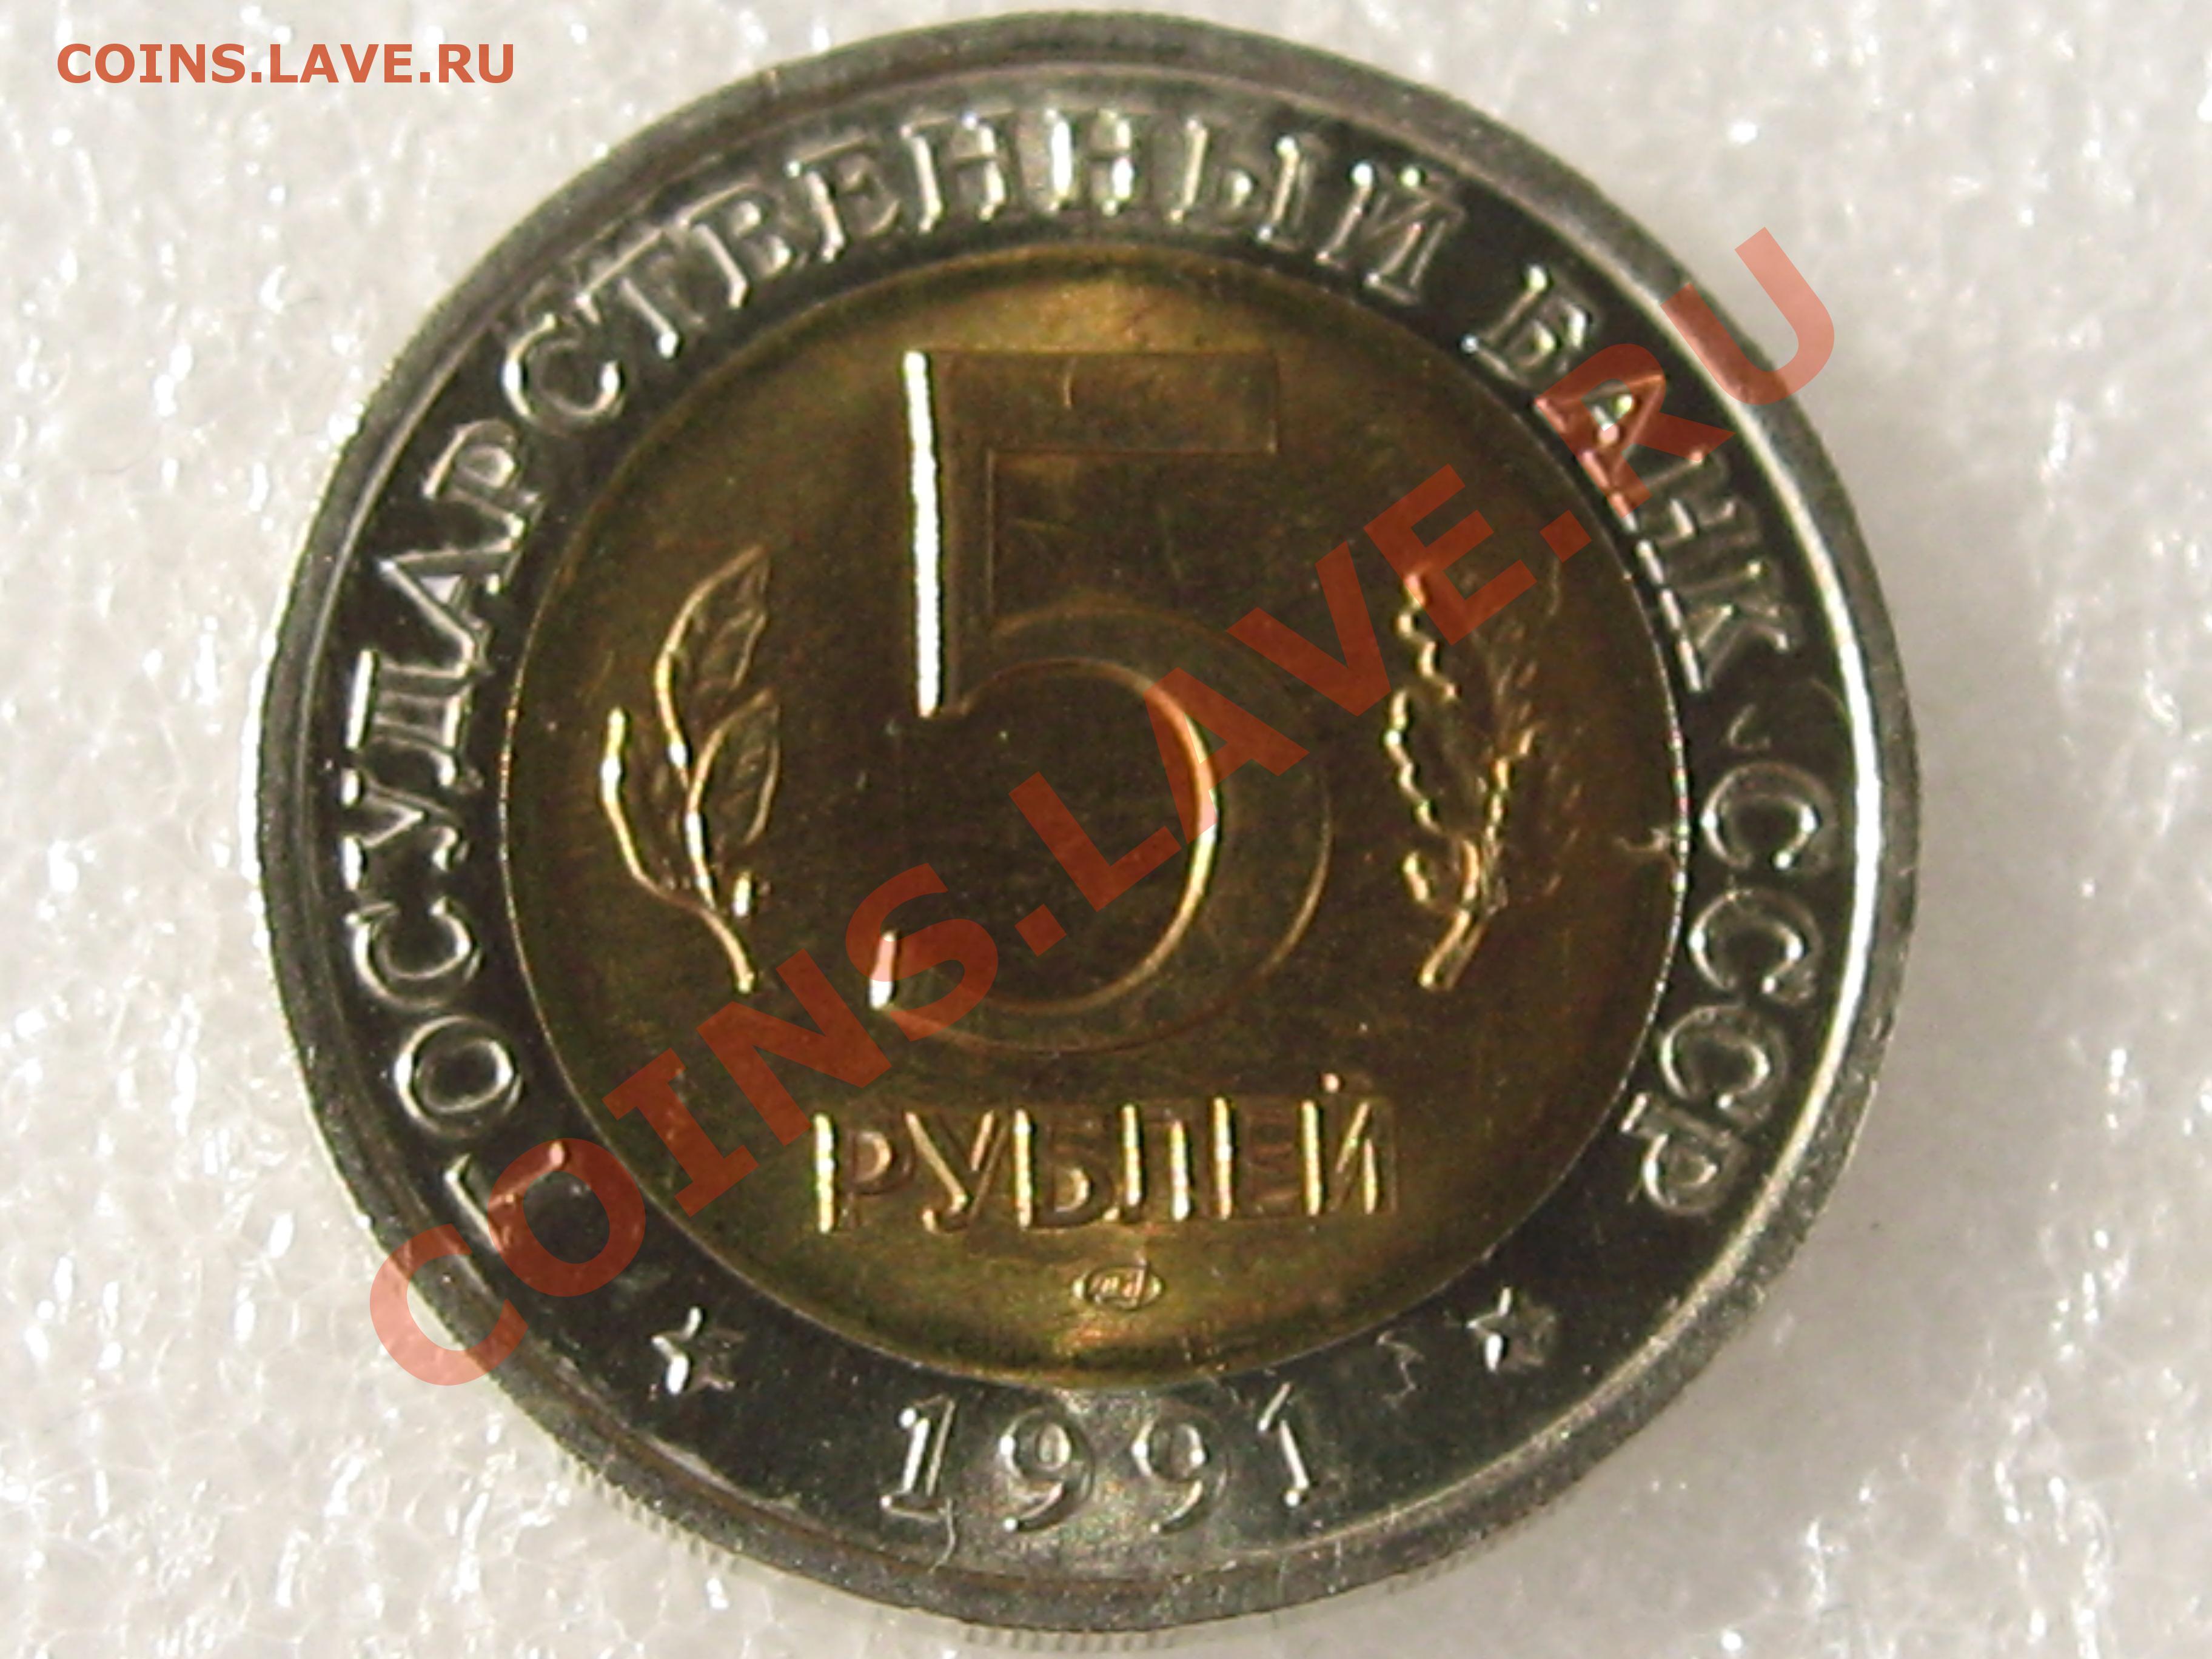 COINS.LAVE.RU
ГОСУДАРСТВЕННЫЙ БАНК СССР
5
РУБЛЕЙ
1991
COINS.LAVE.RU